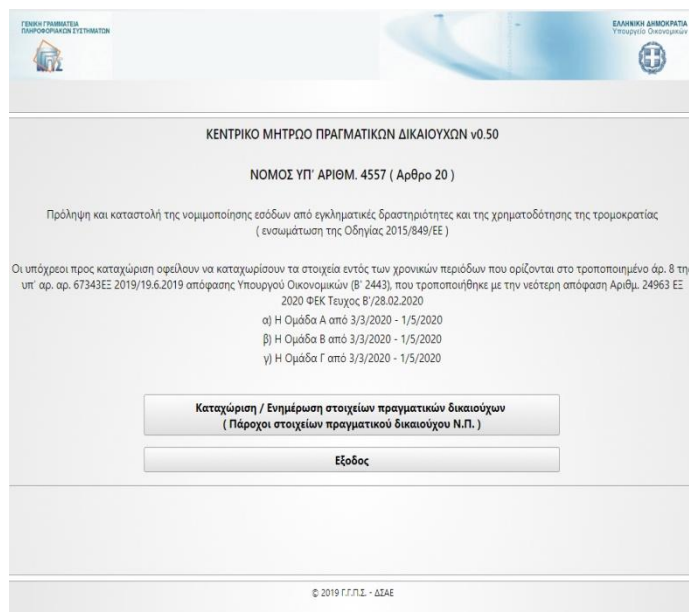 ΓΕΝΙΚΗ ΓΡΑΜΜΑΤΕΙΑ
ΠΛΗΡΟΦΟΡΙΑΚΩΝ ΣΥΣΤΗΜΑΤΩΝ
ΕΛΛΗΝΙΚΗ ΔΗΜΟΚΡΑΤΙΑ
Υπουργείο Οικονομικών
ΚΕΝΤΡΙΚΟ ΜΗΤΡΩΟ ΠΡΑΓΜΑΤΙΚΩΝ ΔΙΚΑΙΟΥΧΩΝ v0.50
ΝΟΜΟΣ ΥΠ' ΑΡΙΘΜ. 4557 ( Αρθρο 20 )
Πρόληψη και καταστολή της νομιμοποίησης εσόδων από εγκληματικές δραστηριότητες και της χρηματοδότησης της τρομοκρατίας
( ενσωμάτωση της Οδηγίας 2015/849/ΕΕ )
Οι υπόχρεοι προς καταχώριση οφείλουν να καταχωρίσουν τα στοιχεία εντός των χρονικών περιόδων που ορίζονται στο τροποποιημένο άρ. 8 της
υπ' αρ. αρ. 67343ΕΞ 2019/19.6.2019 απόφασης Υπουργού Οικονομικών (Β' 2443), που τροποποιήθηκε με την νεότερη απόφαση Αριθμ. 24963 ΕΞ
2020 ΦΕΚ Τευχος Β'/28.02.2020
α) Η Ομάδα Α από 3/3/2020 - 1/5/2020
β) Η Ομάδα Β από 3/3/2020 - 1/5/2020
γ) Η Ομάδα Γ από 3/3/2020 - 1/5/2020
Καταχώριση / Ενημέρωση στοιχείων πραγματικών δικαιούχων
( Πάροχοι στοιχείων πραγματικού δικαιούχου Ν.Π. )
Εξοδος
© 2019 Γ.Γ.Π.Σ. - ΔΣΑΕ